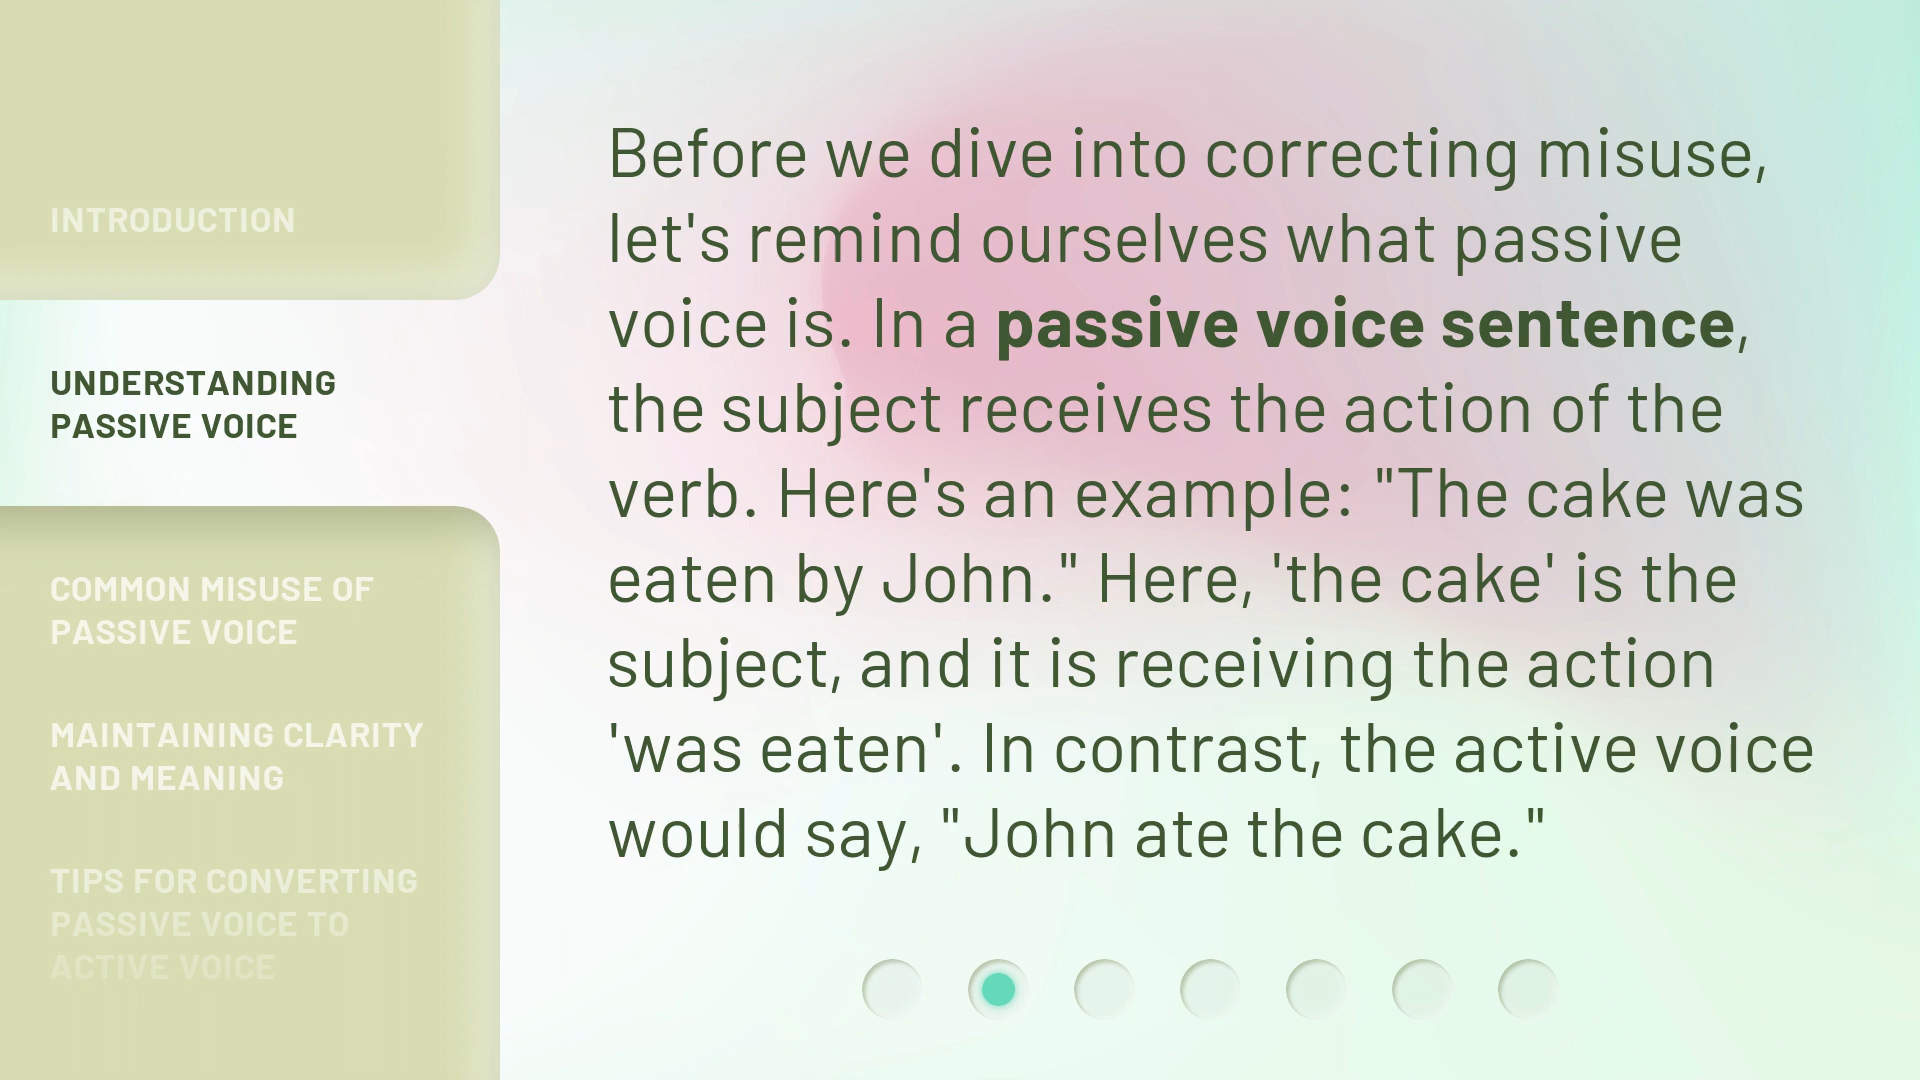 INTRODUCTION
UNDERSTANDING
PASSIVE VOICE
COMMON MISUSE OF
PASSIVE VOICE
MAINTAINING CLARITY
AND MEANING
TIPS FOR CONVERTING
PASSIVE VOICE TO
ACTIVE VOICE
Before we dive into correcting misuse,
let's remind ourselves what passive
voice is. In a passive voice sentence,
the subject receives the action of the
verb. Here's an example: "The cake was
eaten by John." Here, 'the cake' is the
subject, and it is receiving the action
'was eaten'. In contrast, the active voice
would say, "John ate the cake."